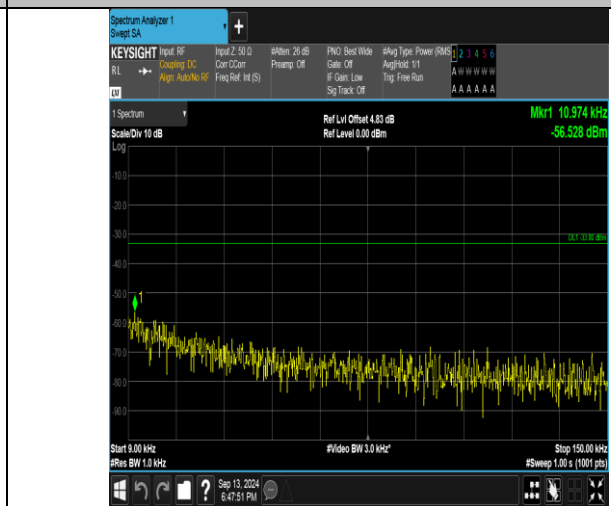 Spectrum Analyzer 1
Swept SA
+
KEYSIGHT
RL
LXI
Input: RF
Coupling: DC
Align: Auto/No RF
Input Z: 50 Ω
Corr CCorr
Freq Ref: Int (S)
#Atten: 26 dB
Preamp: Off
PNO: Best Wide
Gate: Off
IF Gain: Low
Sig Track: Off
#Avg Type: Power (RMS
Avg|Hold: 1/1
Trig: Free Run
1 2 3 4 5 6
A W W W W W
A A A A A A
1 Spectrum
Scale/Div 10 dB
Log
Ref Lvl Offset 4.83 dB
Ref Level 0.00 dBm
Mkr1 10.974 kHz
-56.528 dBm
-10.0
-20.0
-30.0
DL1 -33.00 dBm
-40.0
-50.0
1
-60.0
-70.0
-80.0
-90.0
Start 9.00 kHz
#Video BW 3.0 kHz*
Stop 150.00 kHz
#Res BW 1.0 kHz
#Sweep 1.00 s (1001 pts)
?
Sep 13, 2024
6:47:51 PM